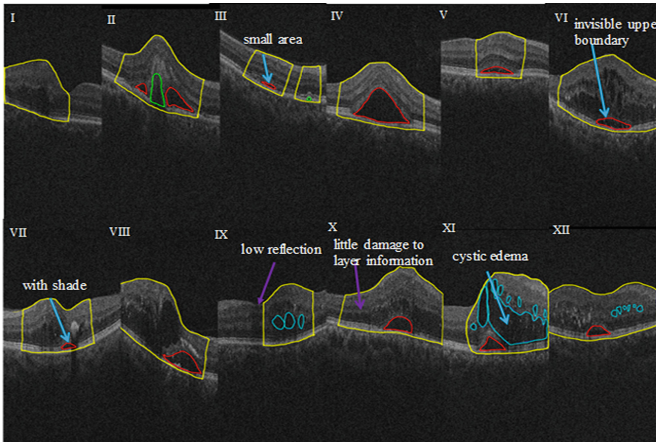 I
II
III
IV
V
VI
small area
invisible uppe
boundary
VII
VIII
IX
X
XI
XII
with shade
low reflection
little damage to
layer information
cystic edema